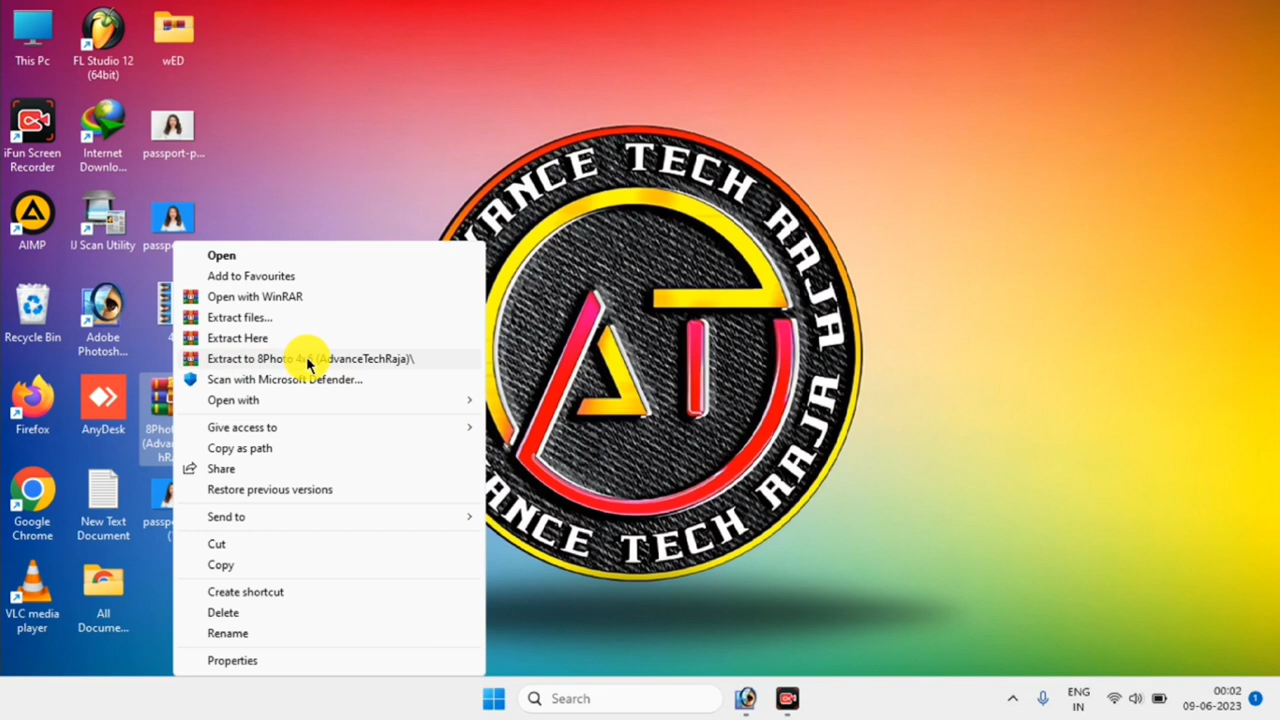 This Pc
FL Studio 12
(64bit)
wED
iFun Screen
Recorder
Internet
Downlo...
passport-p...
AIMP
IJ Scan Utility
Recycle Bin
Adobe
Photosh...
Firefox
AnyDesk
Google
Chrome
New Text
Document
VLC media
player
All
Docume...
Open
Add to Favourites
Open with WinRAR
Extract files...
Extract Here
Extract to 8Photo 4x6 (AdvanceTechRaja)\
Scan with Microsoft Defender...
Open with
Give access to
Copy as path
Share
Restore previous versions
Send to
Cut
Copy
Create shortcut
Delete
Rename
Properties
TECH RAJA
TECH RAJA
AT
Search
ENG
IN
00:02
09-06-2023
1